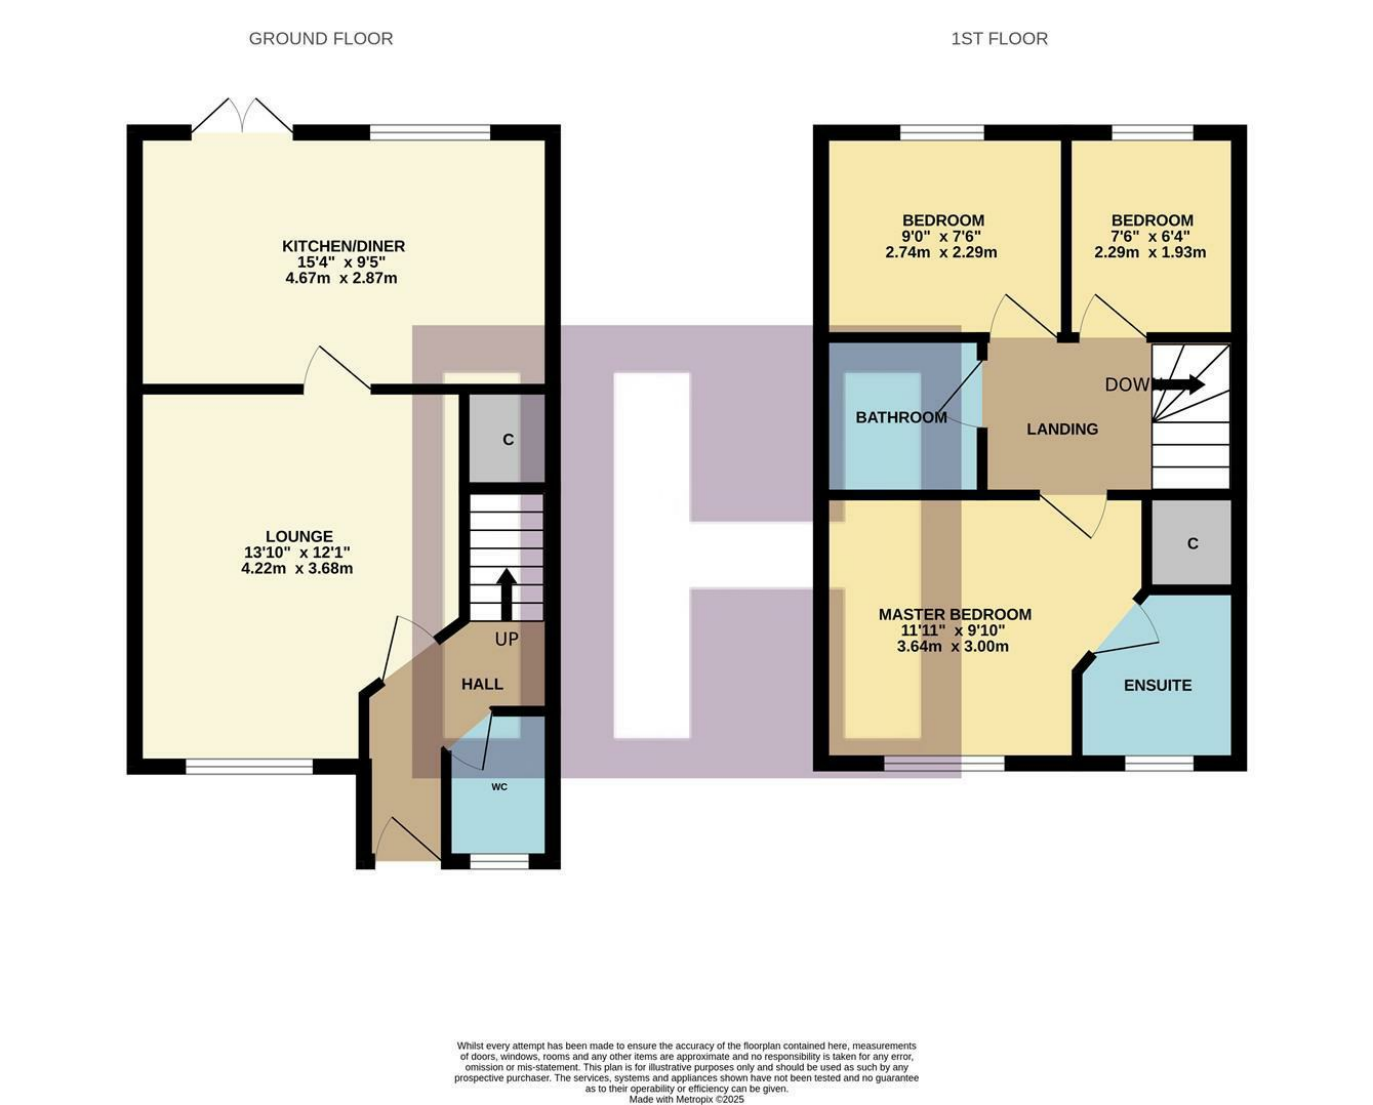 GROUND FLOOR
1ST FLOOR
KITCHEN/DINER
15'4" x 9'5"
4.67m x 2.87m
C
LOUNGE
13'10" x 12'1"
4.22m x 3.68m
UP
HALL
WC
BEDROOM
9'0" x 7'6"
2.74m x 2.29m
BEDROOM
7'6" x 6'4"
2.29m x 1.93m
DOWN
BATHROOM
LANDING
C
MASTER BEDROOM
11'11" x 9'10"
3.64m x 3.00m
ENSUITE
Whilst every attempt has been made to ensure the accuracy of the floorplan contained here, measurements
of doors, windows, rooms and any other items are approximate and no responsibility is taken for any error,
omission or mis-statement. This plan is for illustrative purposes only and should be used as such by any
prospective purchaser. The services, systems and appliances shown have not been tested and no guarantee
as to their operability or efficiency can be given.
Made with Metropix ©2025